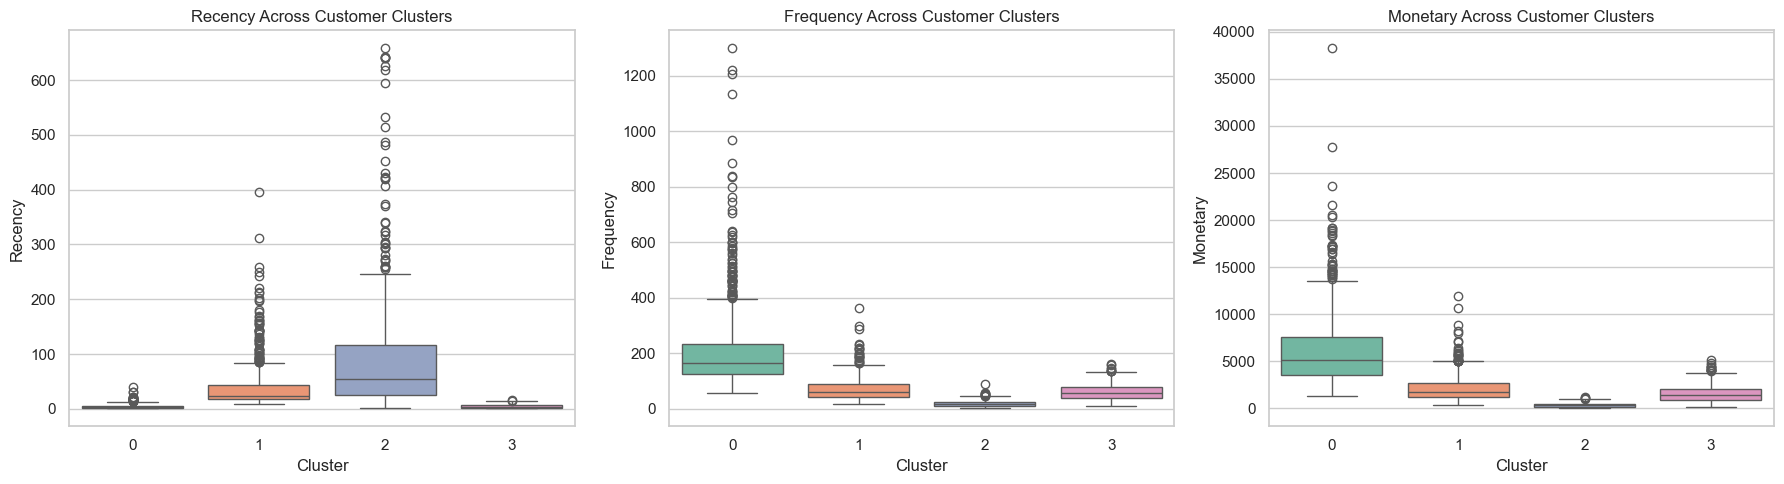 Recency Across Customer Clusters
Recency
600
500
400
300
200
100
0
0 1 2 3
Cluster
Frequency Across Customer Clusters
Frequency
1200
1000
800
600
400
200
0
0 1 2 3
Cluster
Monetary Across Customer Clusters
Monetary
40000
35000
30000
25000
20000
15000
10000
5000
0
0 1 2 3
Cluster